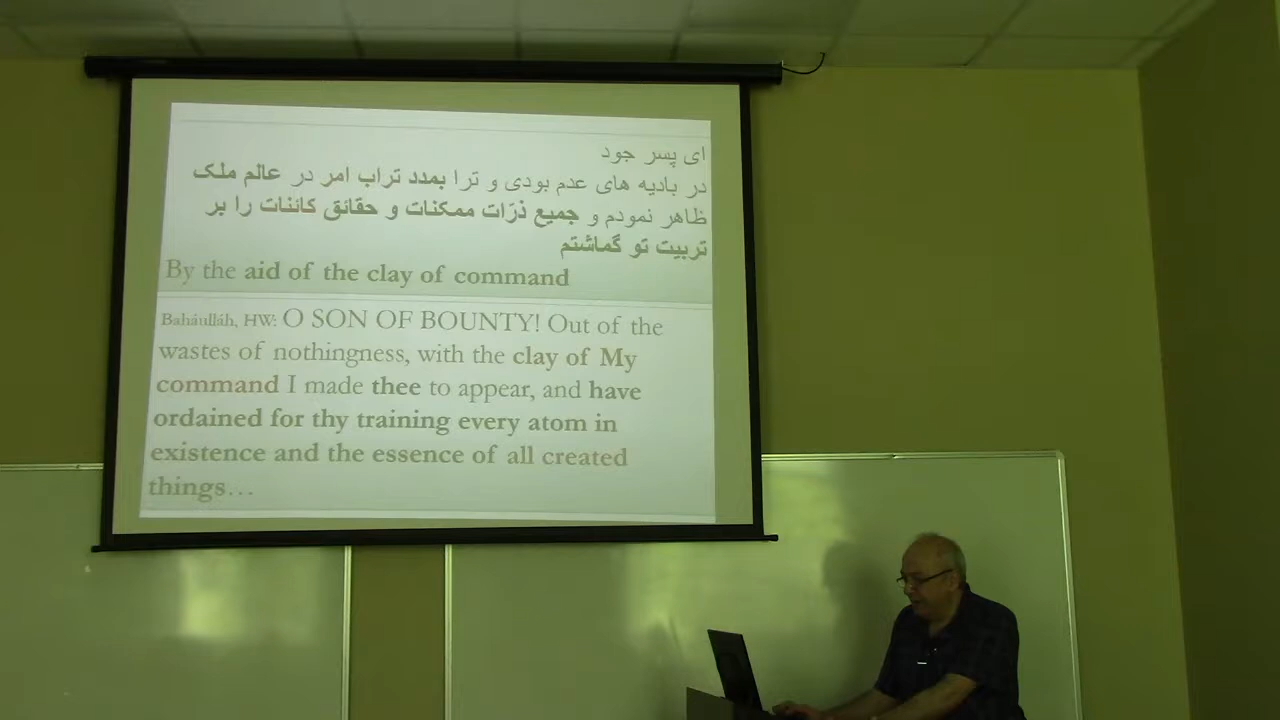 ای پسر جود
در بادیه های عدم بودی و ترا بمدد تراب امر در عالم ملک
ظاهر نمودم و جمیع ذرّات ممکنات و حقائق کائنات را بر
تربیت تو گماشتم
By the aid of the clay of command
Baháulláh, HW: O SON OF BOUNTY! Out of the
wastes of nothingness, with the clay of My
command I made thee to appear, and have
ordained for thy training every atom in
existence and the essence of all created
things…